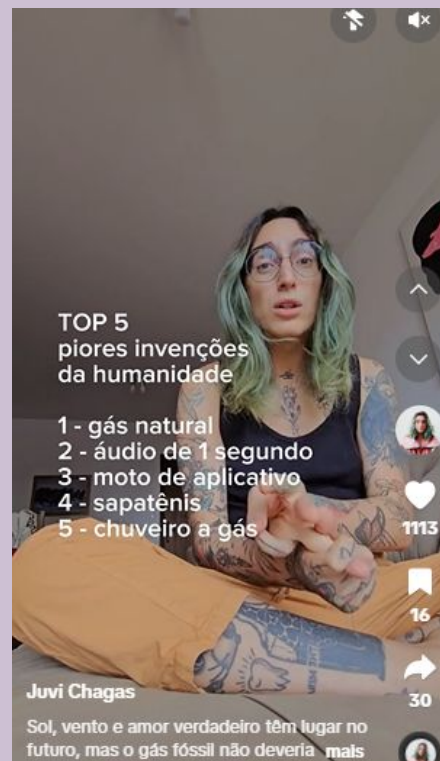 TOP 5
piores invenções
da humanidade
1 - gás natural
2 - áudio de 1 segundo
3 - moto de aplicativo
4 - sapatênis
5 - chuveiro a gás
1113
16
30
Juvi Chagas
Sol, vento e amor verdadeiro têm lugar no
futuro, mas o gás fóssil não deveria mais